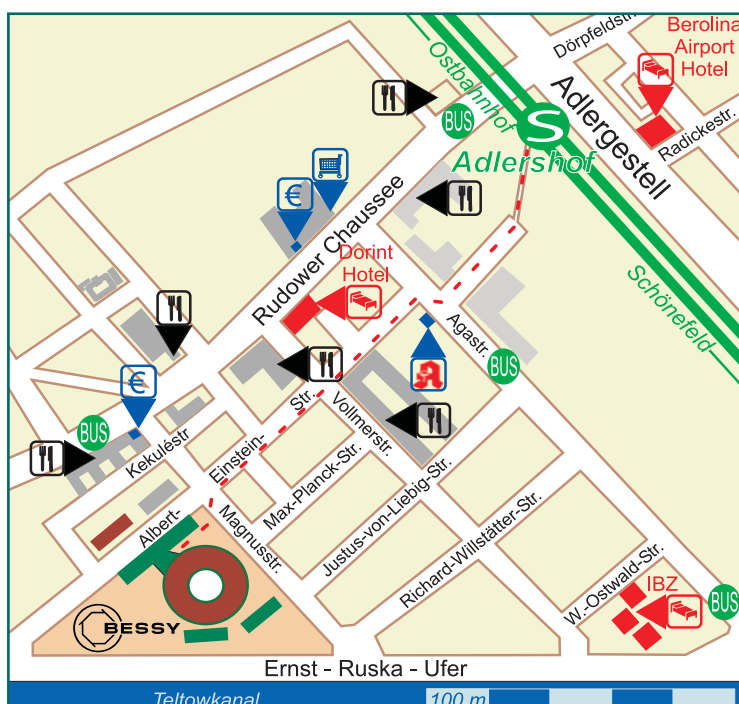 Berolina
Airport
Hotel
Dörpfeldstr.
Ostbahnhof
Adlergestell
Radickestr.
BUS
S
Adlershof
Schönefeld
€
Rudower Chaussee
Dorint
Hotel
Agastr.
BUS
A
€
BUS
Kekuléstr
Albert-
Einstein-
Str.
Vollmerstr.
Magnusstr.
Max-Planck-Str.
Justus-von-Liebig-Str.
Richard-Willstätter-Str.
W.-Ostwald-Str.
IBZ
BUS
BESSY
Ernst - Ruska - Ufer
Teltowkanal
100 m